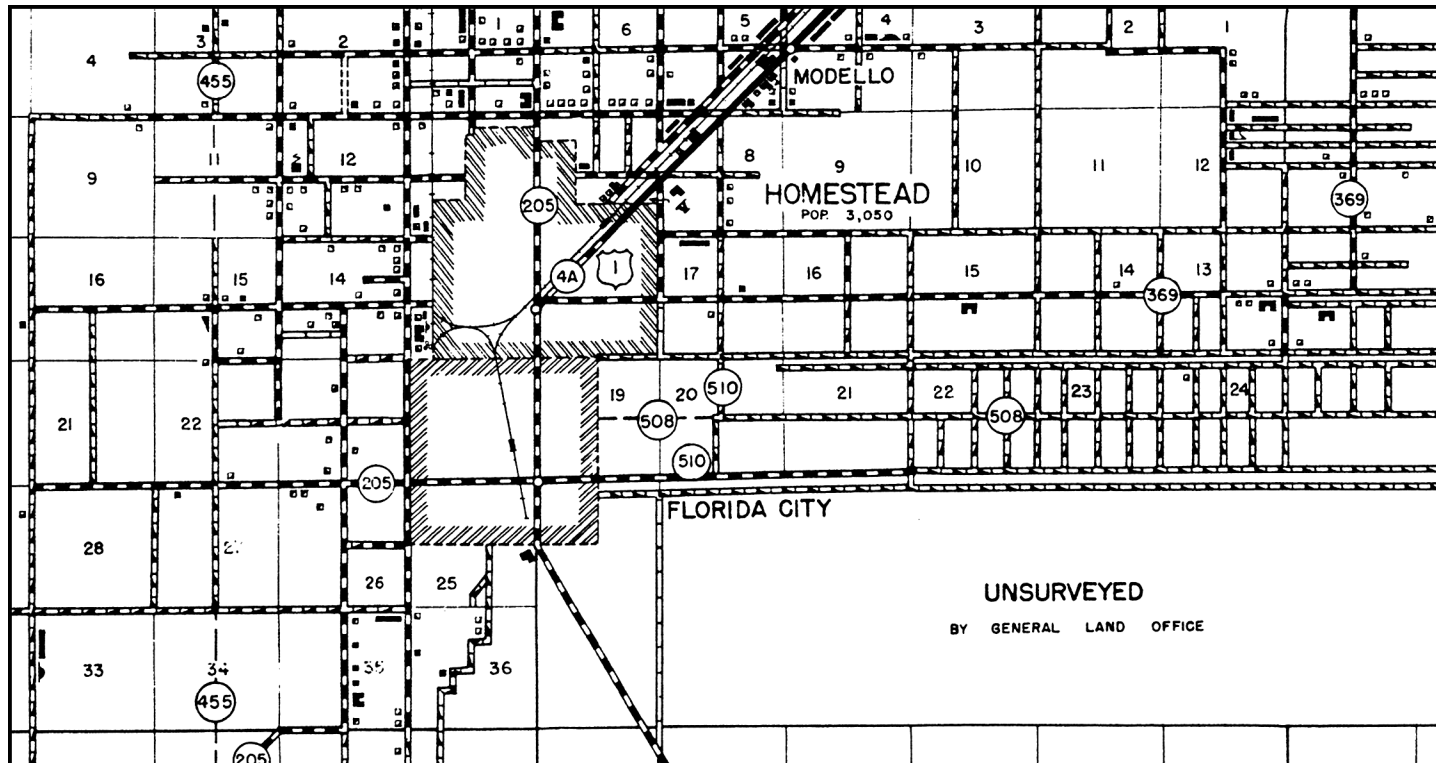 1 6 5 4 3 2 1
3 2
4
455
MODELLO
11 12 8 9 10 11 12
9
HOMESTEAD
POP. 3,050
205
369
4A
1
16 15 14 17 16 15 14 13
369
510
19 20 21 22 23 24
21 22
508
508
510
205
FLORIDA CITY
28 27
26 25
UNSURVEYED
BY GENERAL LAND OFFICE
33 34 35 36
455
205